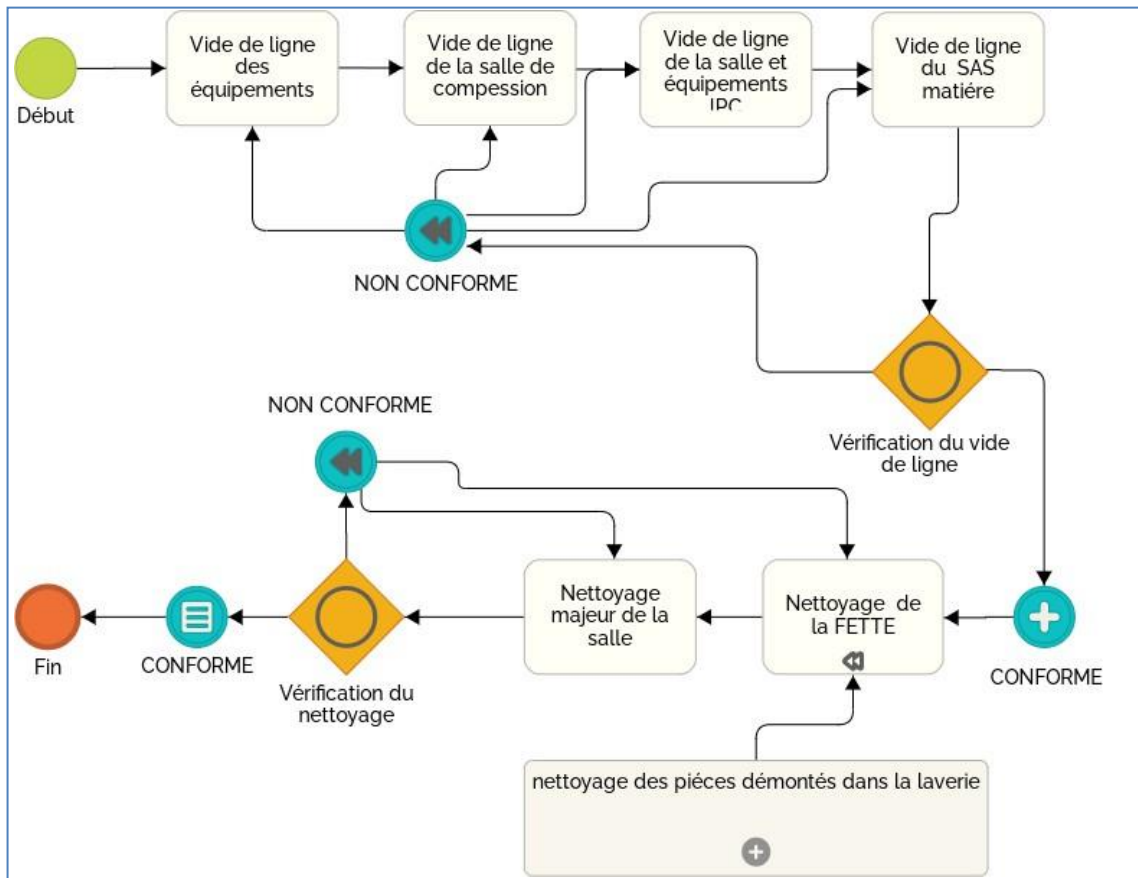 Début
Vide de ligne
des
équipements
Vide de ligne
de la salle de
compession
Vide de ligne
de la salle et
équipements
IPC
Vide de ligne
du SAS
matiére
NON CONFORME
Vérification du vide
de ligne
NON CONFORME
CONFORME
Nettoyage de
la FETTE
Nettoyage
majeur de la
salle
Vérification du
nettoyage
CONFORME
Fin
nettoyage des piéces démontés dans la laverie